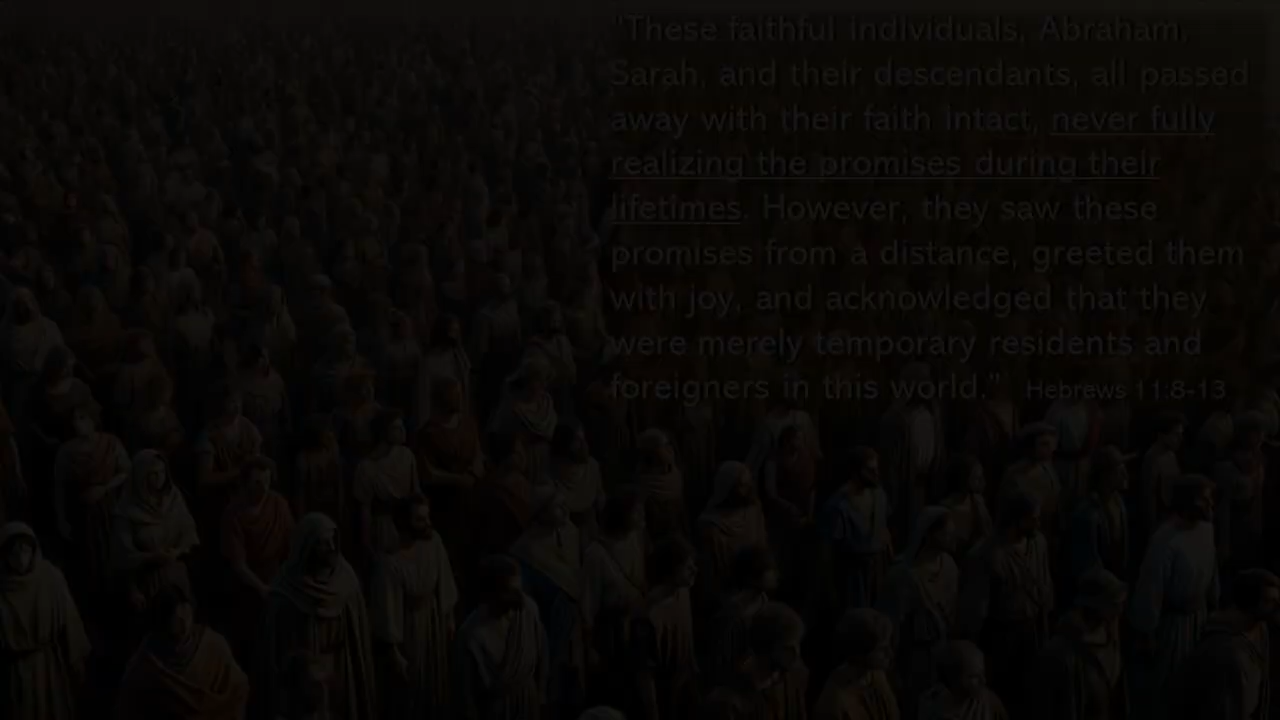 "These faithful individuals, Abraham,
Sarah, and their descendants, all passed
away with their faith intact, never fully
realizing the promises during their
lifetimes. However, they saw these
promises from a distance, greeted them
with joy, and acknowledged that they
were merely temporary residents and
foreigners in this world." Hebrews 11:8-13